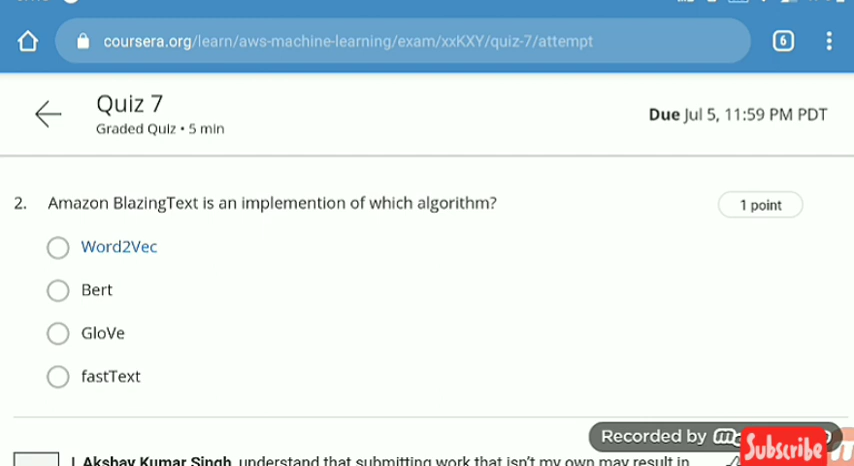 coursera.org/learn/aws-machine-learning/exam/xxKXY/quiz-7/attempt
6
Quiz 7
Graded Quiz • 5 min
Due Jul 5, 11:59 PM PDT
2. Amazon BlazingText is an implemention of which algorithm?
1 point
Word2Vec
Bert
GloVe
fastText
Recorded by
Subscribe
I, Akshay Kumar Singh, understand that submitting work that isn't my own may result in